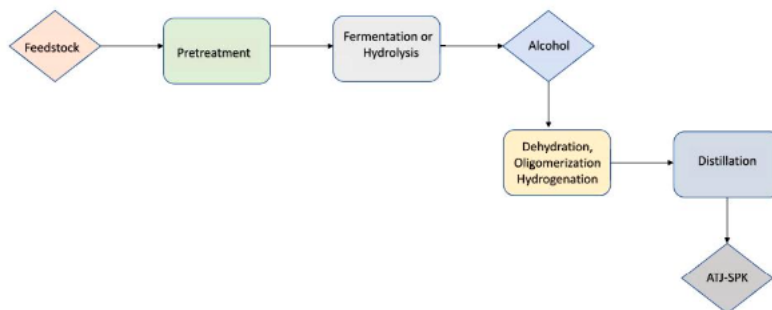 Feedstock
Pretreatment
Fermentation or
Hydrolysis
Alcohol
Dehydration,
Oligomerization
Hydrogenation
Distillation
ATJ-SPK